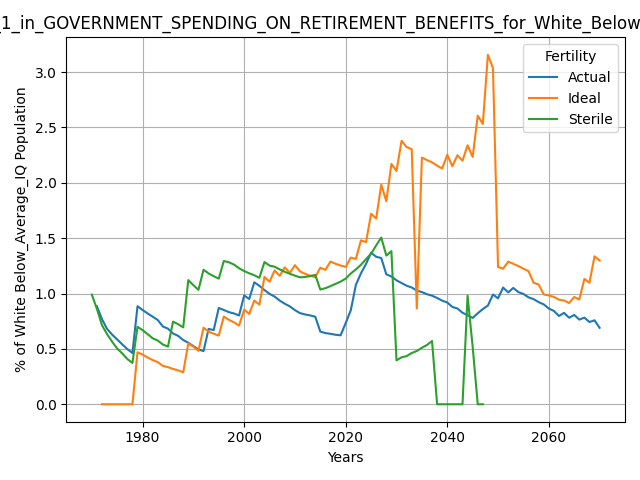 _1_in_GOVERNMENT_SPENDING_ON_RETIREMENT_BENEFITS_for_White_Below
Fertility
Actual
Ideal
Sterile
% of White Below_Average_IQ Population
3.0
2.5
2.0
1.5
1.0
0.5
0.0
1980 2000 2020 2040 2060
Years